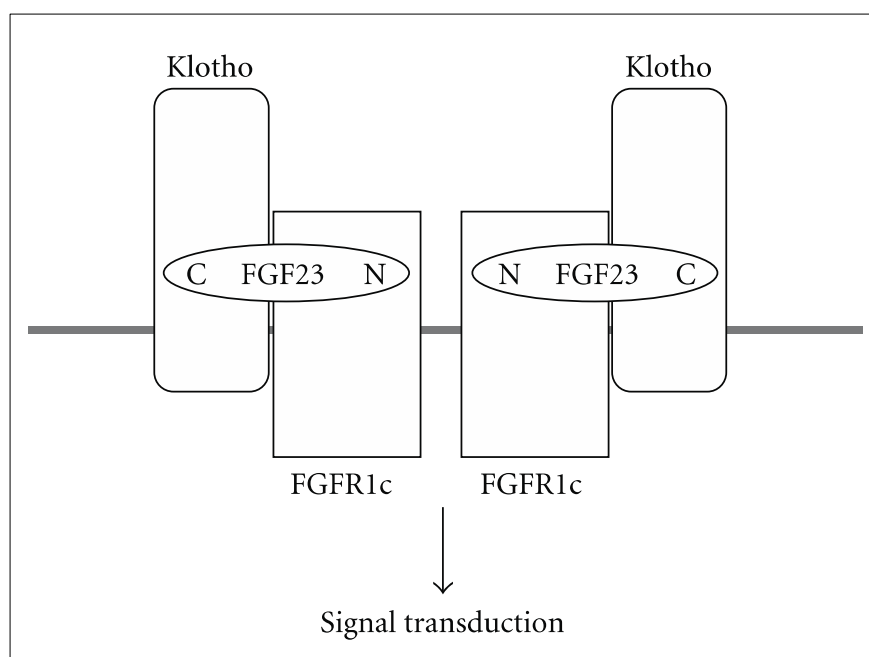 Klotho Klotho
C FGF23 N N FGF23 C
FGFR1c FGFR1c
Signal transduction